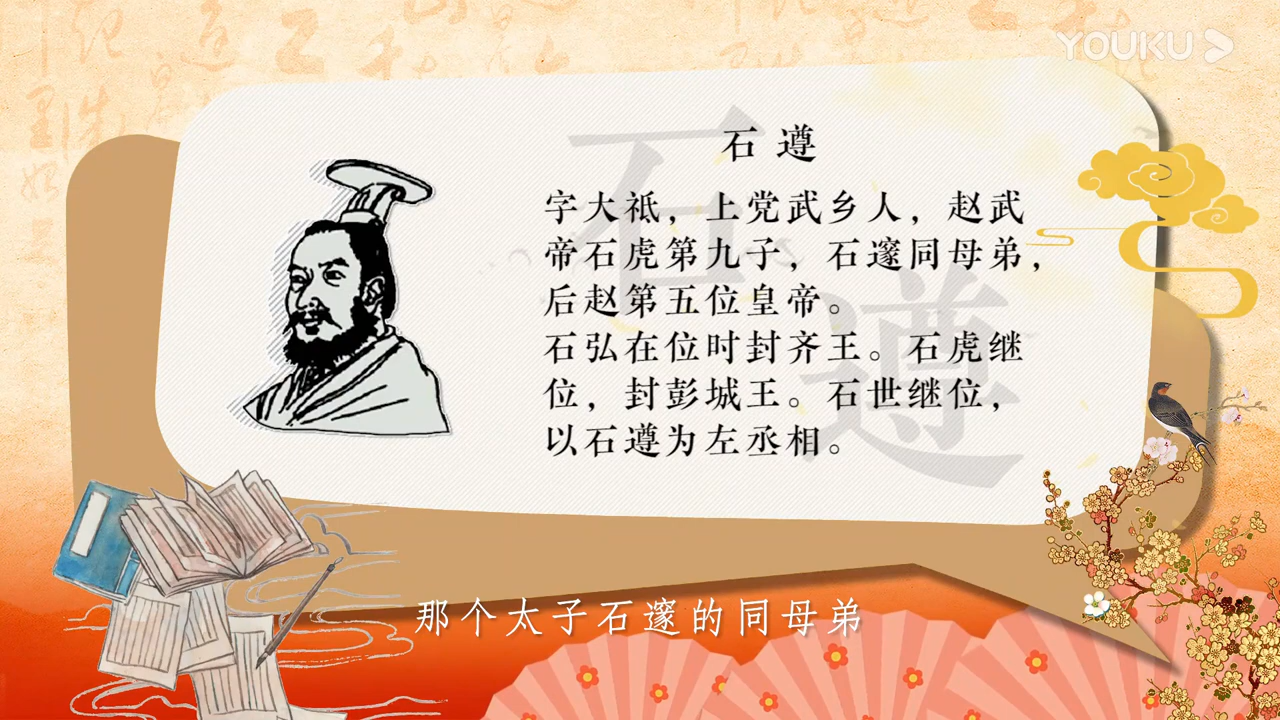 YOUKU
石遵
字大祗，上党武乡人，赵武
帝石虎第九子，石邃同母弟，
后赵第五位皇帝。
石弘在位时封齐王。石虎继
位，封彭城王。石世继位，
以石遵为左丞相。
那个太子石邃的同母弟